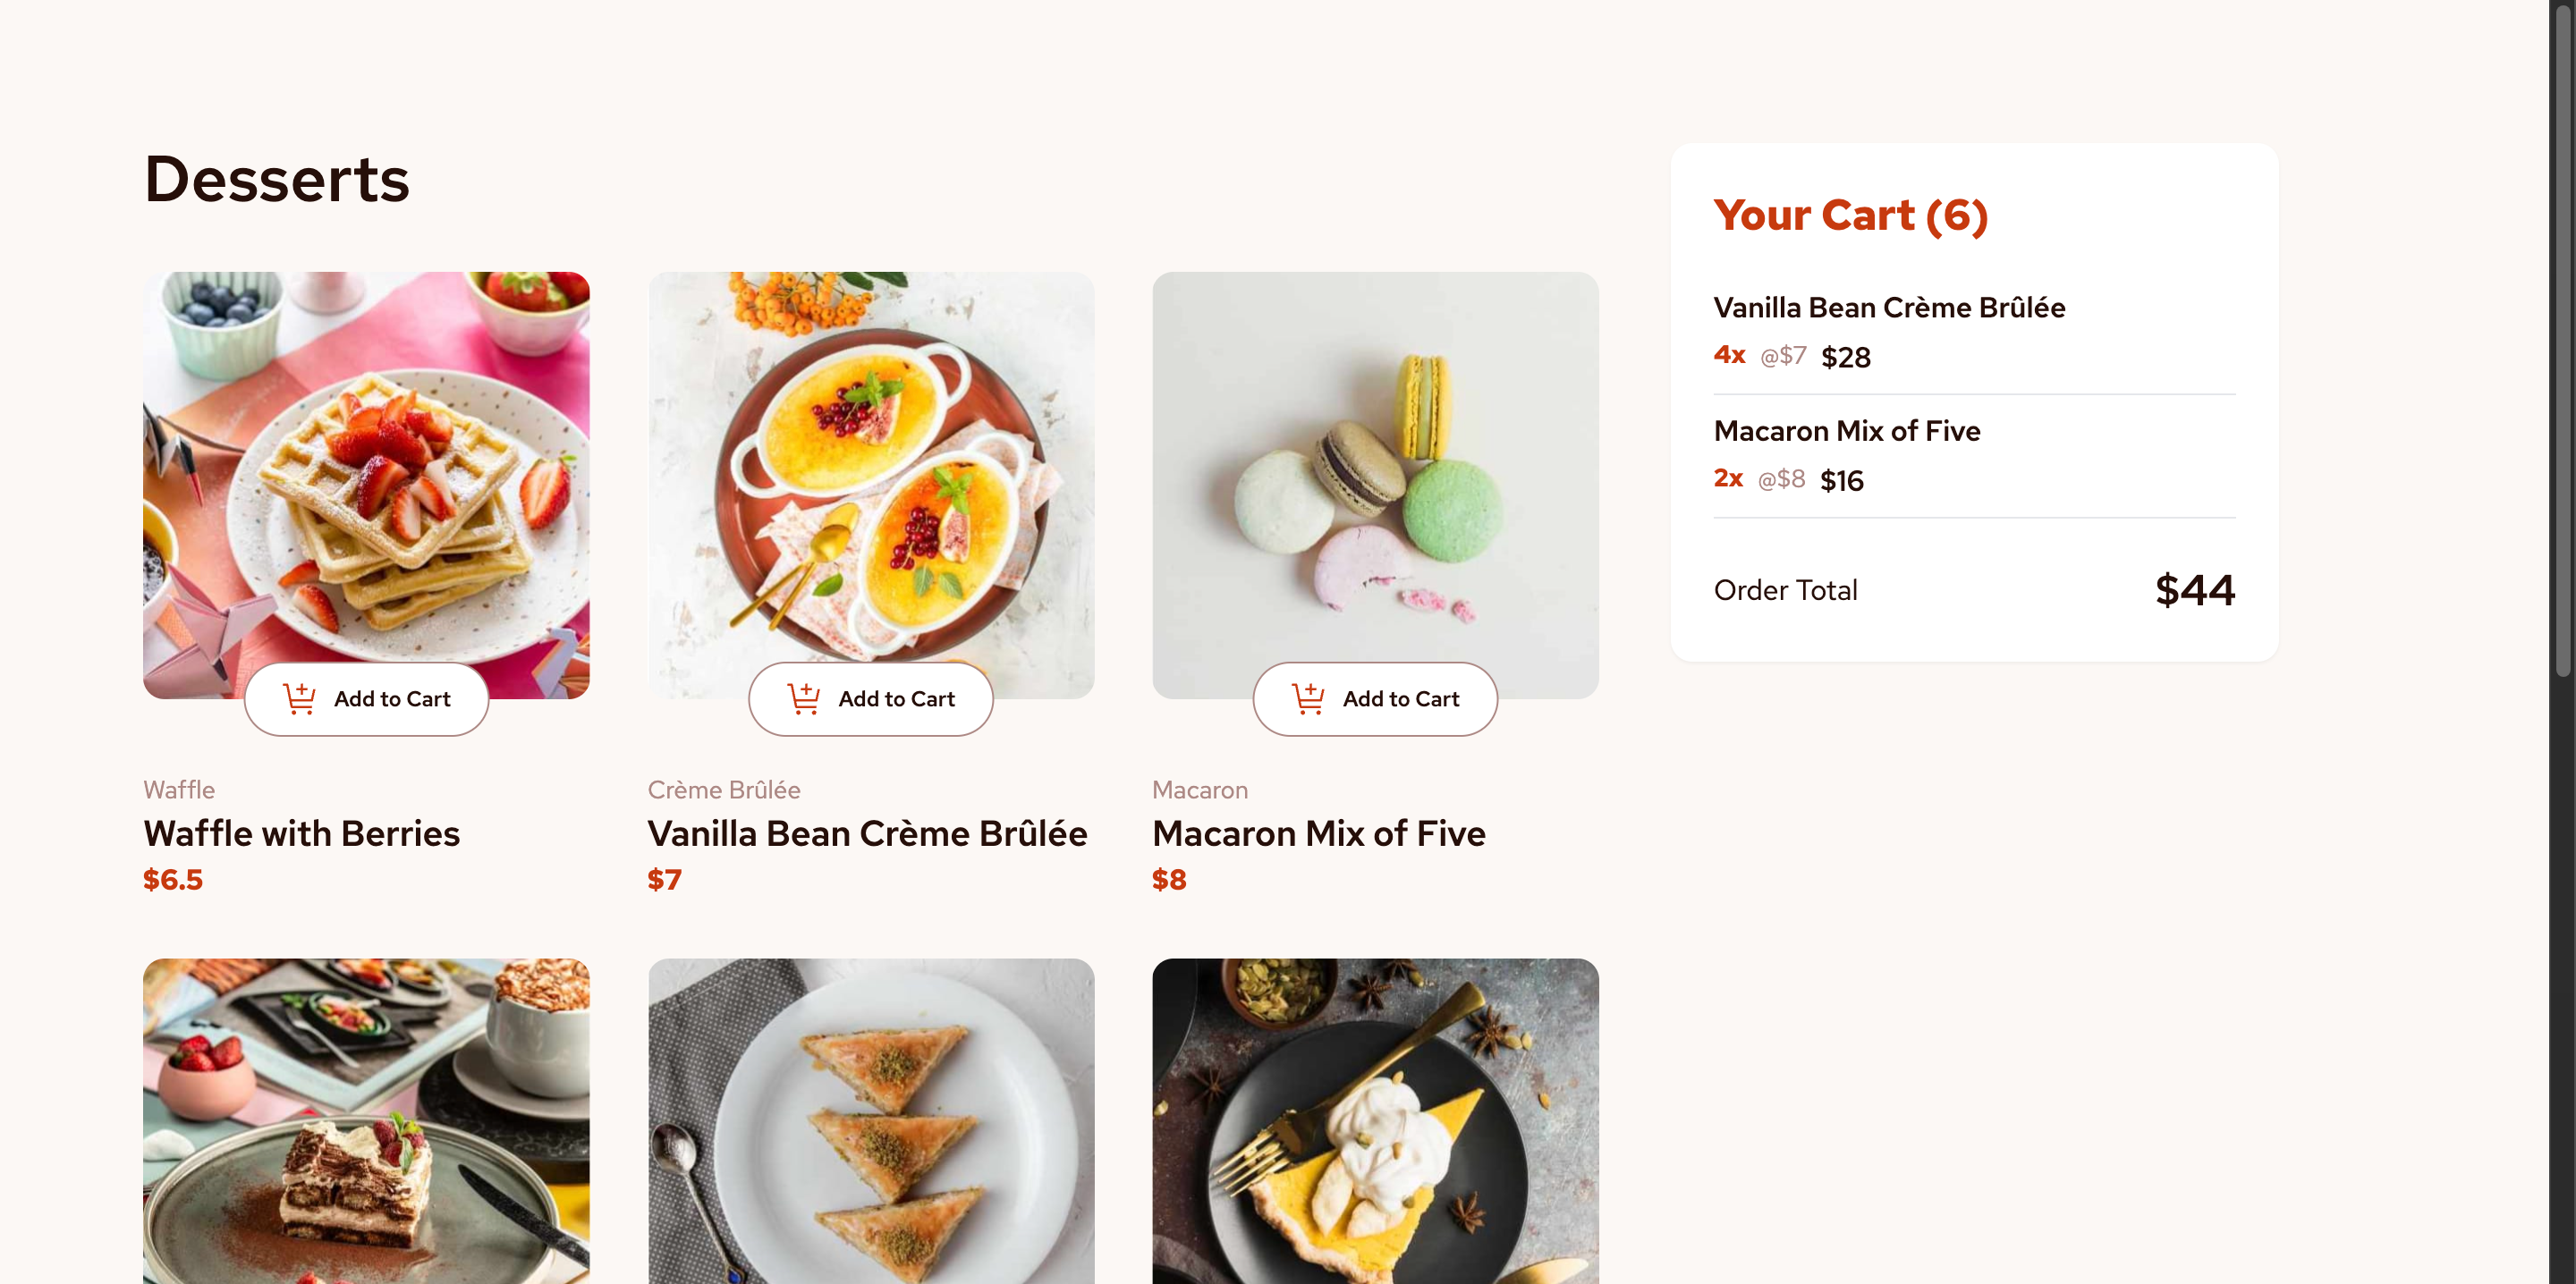 Desserts
Add to Cart
Waffle
Waffle with Berries
$6.5
Add to Cart
Crème Brûlée
Vanilla Bean Crème Brûlée
$7
Add to Cart
Macaron
Macaron Mix of Five
$8
Your Cart (6)
Vanilla Bean Crème Brûlée
4x @$7 $28
Macaron Mix of Five
2x @$8 $16
Order Total $44